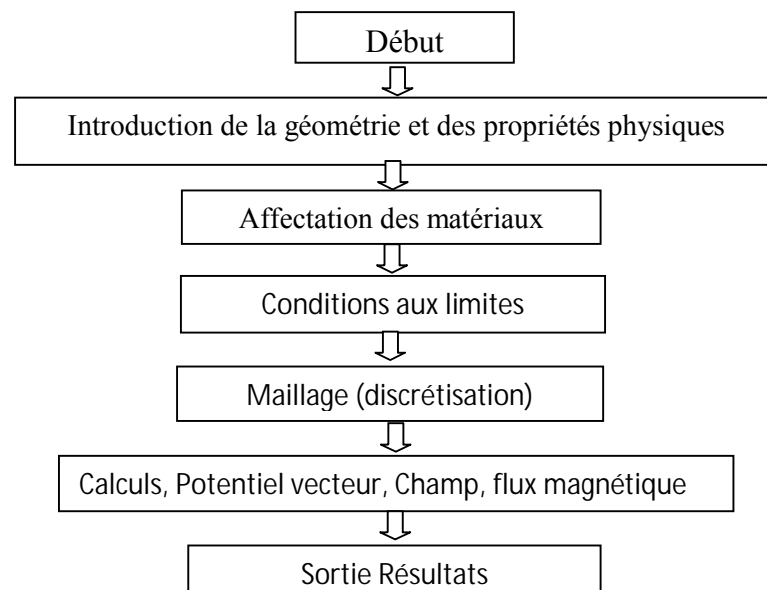 Début
Introduction de la géométrie et des propriétés physiques
Affectation des matériaux
Conditions aux limites
Maillage (discrétisation)
Calculs, Potentiel vecteur, Champ, flux magnétique
Sortie Résultats